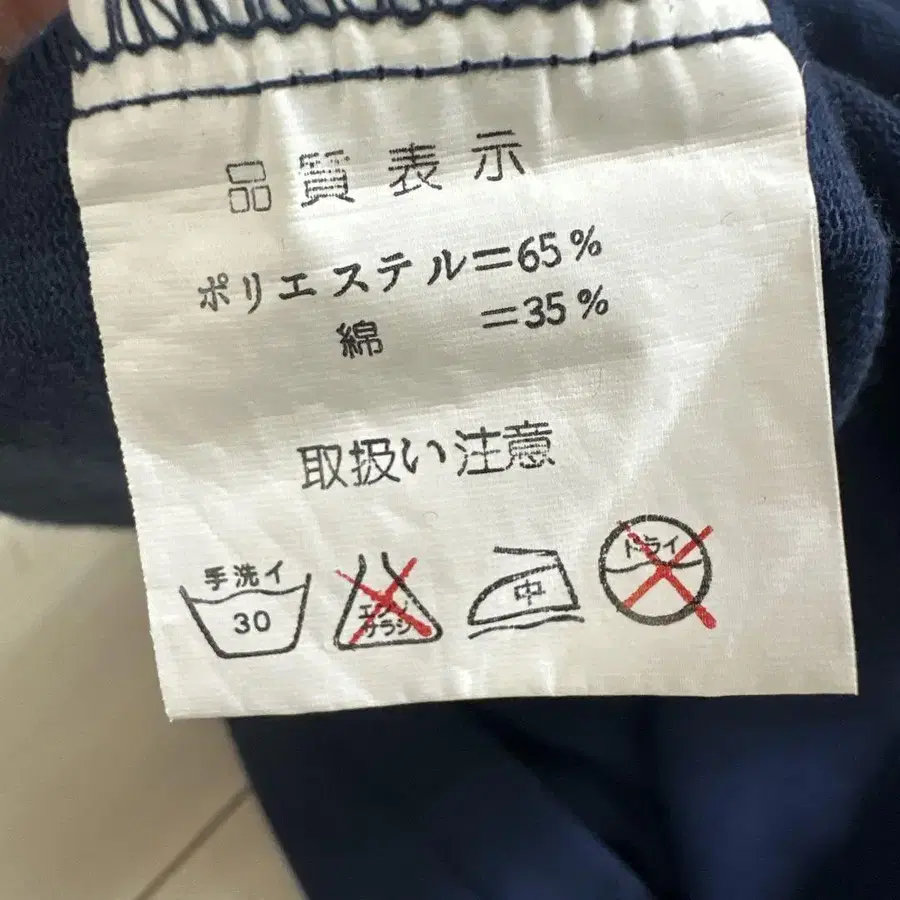 品質表示
ポリエステル=65%
綿 =35%
取扱い注意
手洗イ
30
エンソ
サラシ
中
ドライ